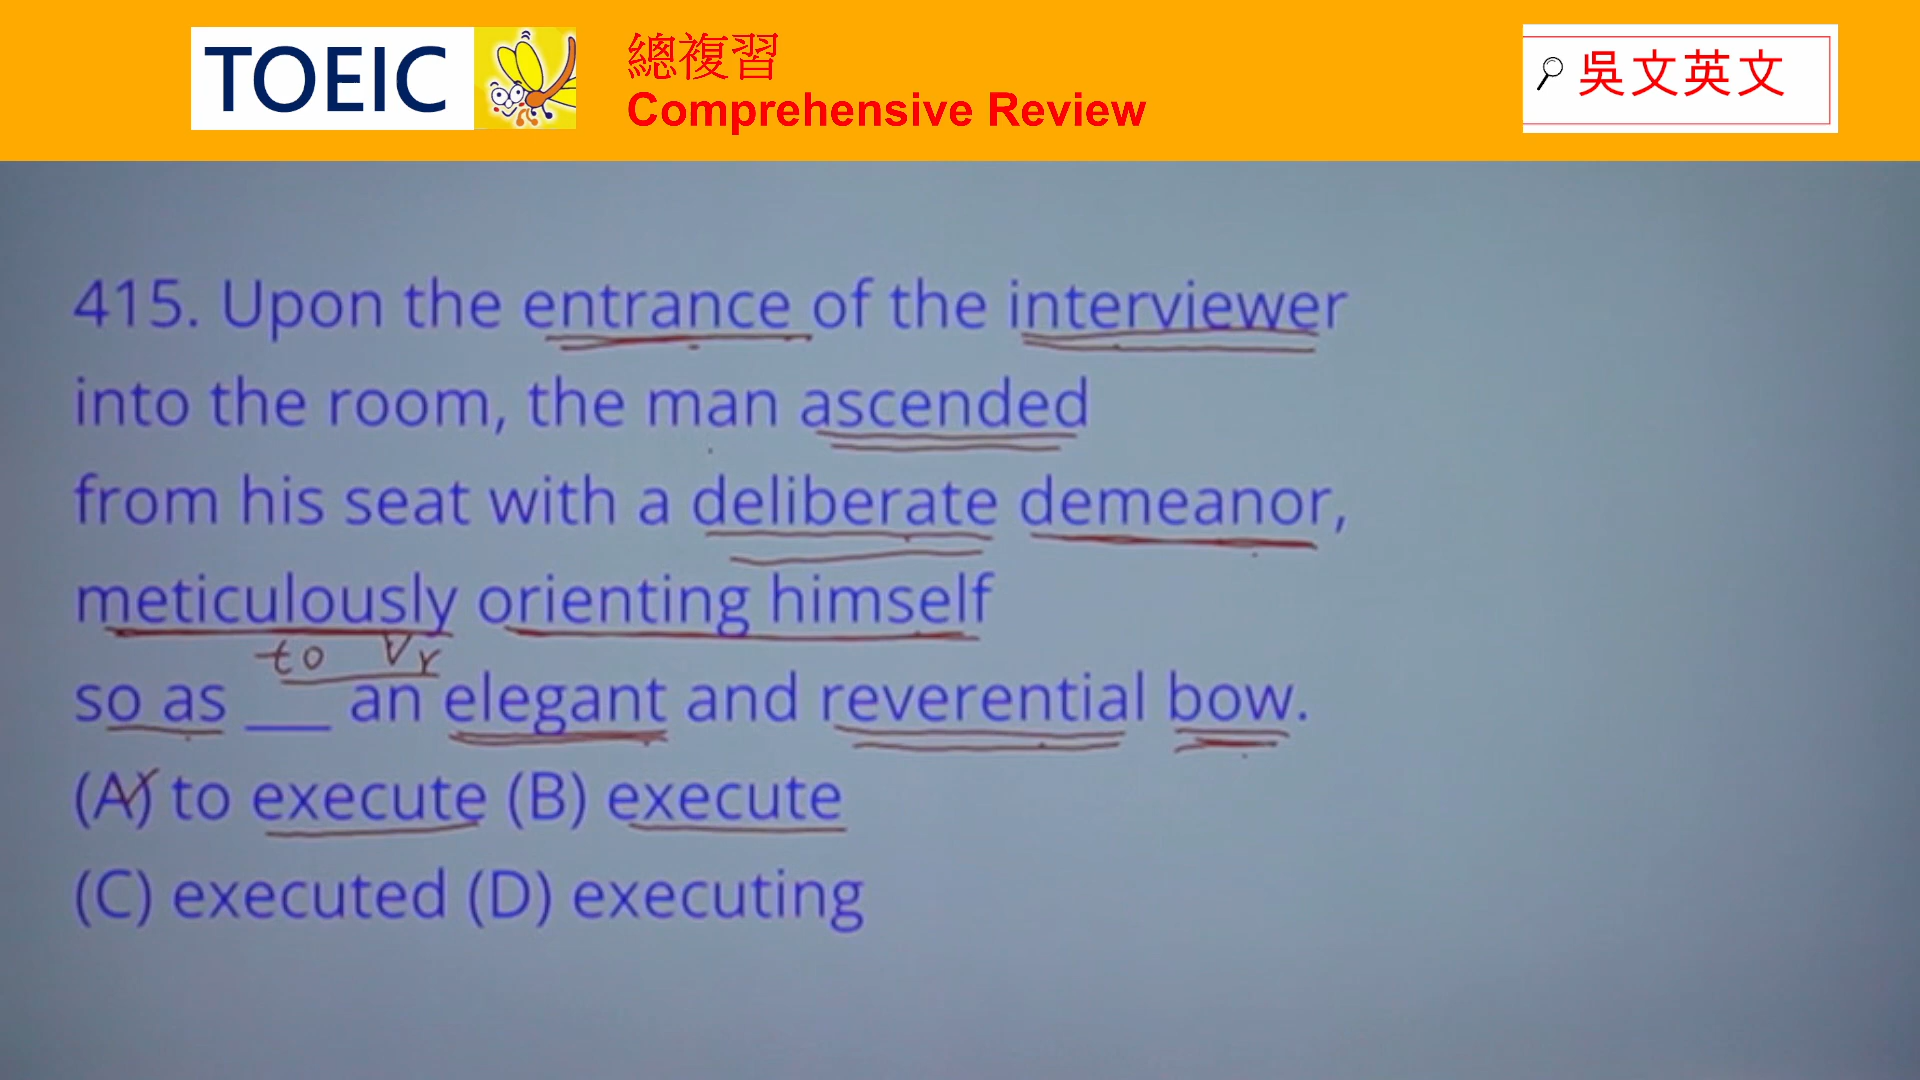 TOEIC
總複習
Comprehensive Review
吳文英文
415. Upon the entrance of the interviewer
into the room, the man ascended
from his seat with a deliberate demeanor,
meticulously orienting himself
to Vr
so as ___ an elegant and reverential bow.
(A) to execute (B) execute
(C) executed (D) executing